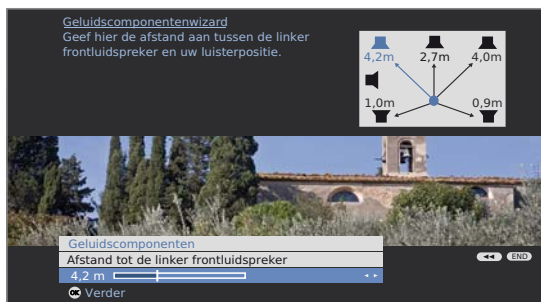 Geluidscomponentenwizard
Geef hier de afstand aan tussen de linker
frontluidspreker en uw luisterpositie.
4,2m 2,7m 4,0m
1,0m 0,9m
Geluidscomponenten
Afstand tot de linker frontluidspreker
4,2 m
OK Verder
END